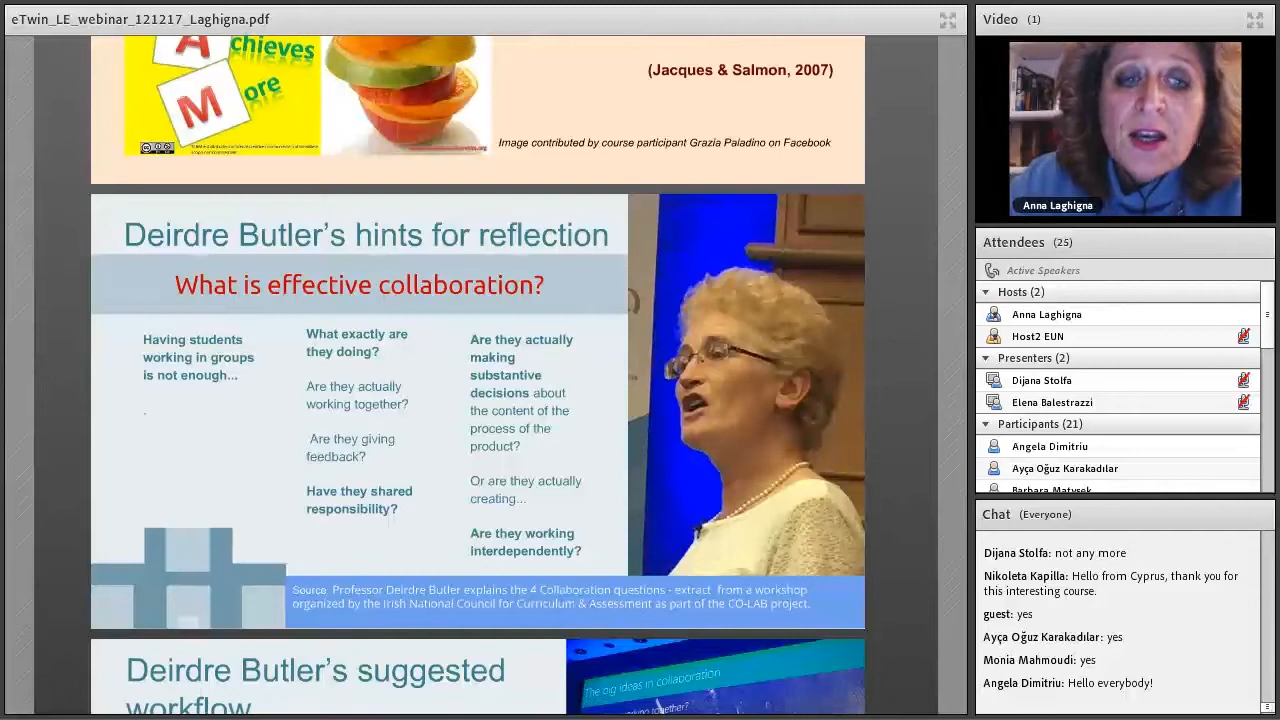 eTwin_LE_webinar_121217_Laghigna.pdf
A chieves
M ore
(Jacques & Salmon, 2007)
Image contributed by course participant Grazia Paladino on Facebook
Deirdre Butler’s hints for reflection
What is effective collaboration?
Having students
working in groups
is not enough...
.
What exactly are
they doing?
Are they actually
working together?
Are they giving
feedback?
Have they shared
responsibility?
Are they actually
making
substantive
decisions about
the content of the
process of the
product?
Or are they actually
creating...
Are they working
interdependently?
Source: Professor Deirdre Butler explains the 4 Collaboration questions - extract from a workshop
organized by the Irish National Council for Curriculum & Assessment as part of the CO-LAB project.
Deirdre Butler’s suggested
workflow
The big ideas in collaboration
together?
Video (1)
Anna Laghigna
Attendees (25)
Active Speakers
Hosts (2)
Anna Laghigna
Host2 EUN
Presenters (2)
Dijana Stolfa
Elena Balestrazzi
Participants (21)
Angela Dimitriu
Ayça Oğuz Karakadılar
Barbara Matysek
Chat (Everyone)
Dijana Stolfa: not any more
Nikoleta Kapilla: Hello from Cyprus, thank you for
this interesting course.
guest: yes
Ayça Oğuz Karakadılar: yes
Monia Mahmoudi: yes
Angela Dimitriu: Hello everybody!